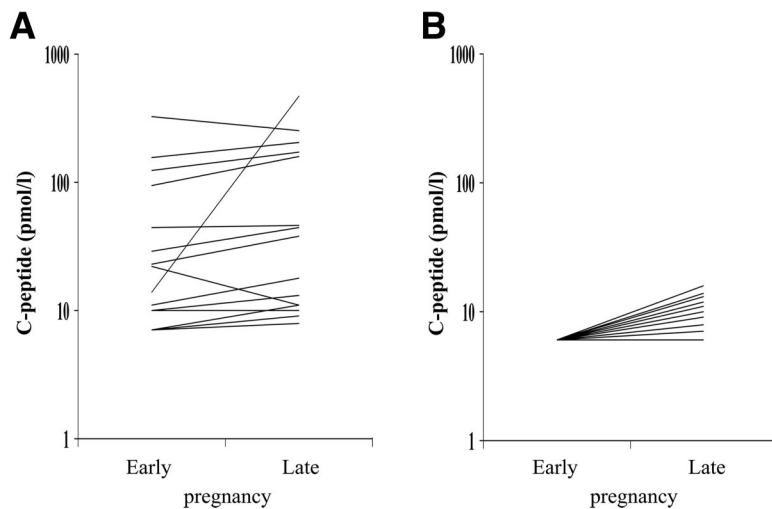 A
1000
100
10
1
C-peptide (pmol/l)
Early Late
pregnancy
B
1000
100
10
1
C-peptide (pmol/l)
Early Late
pregnancy